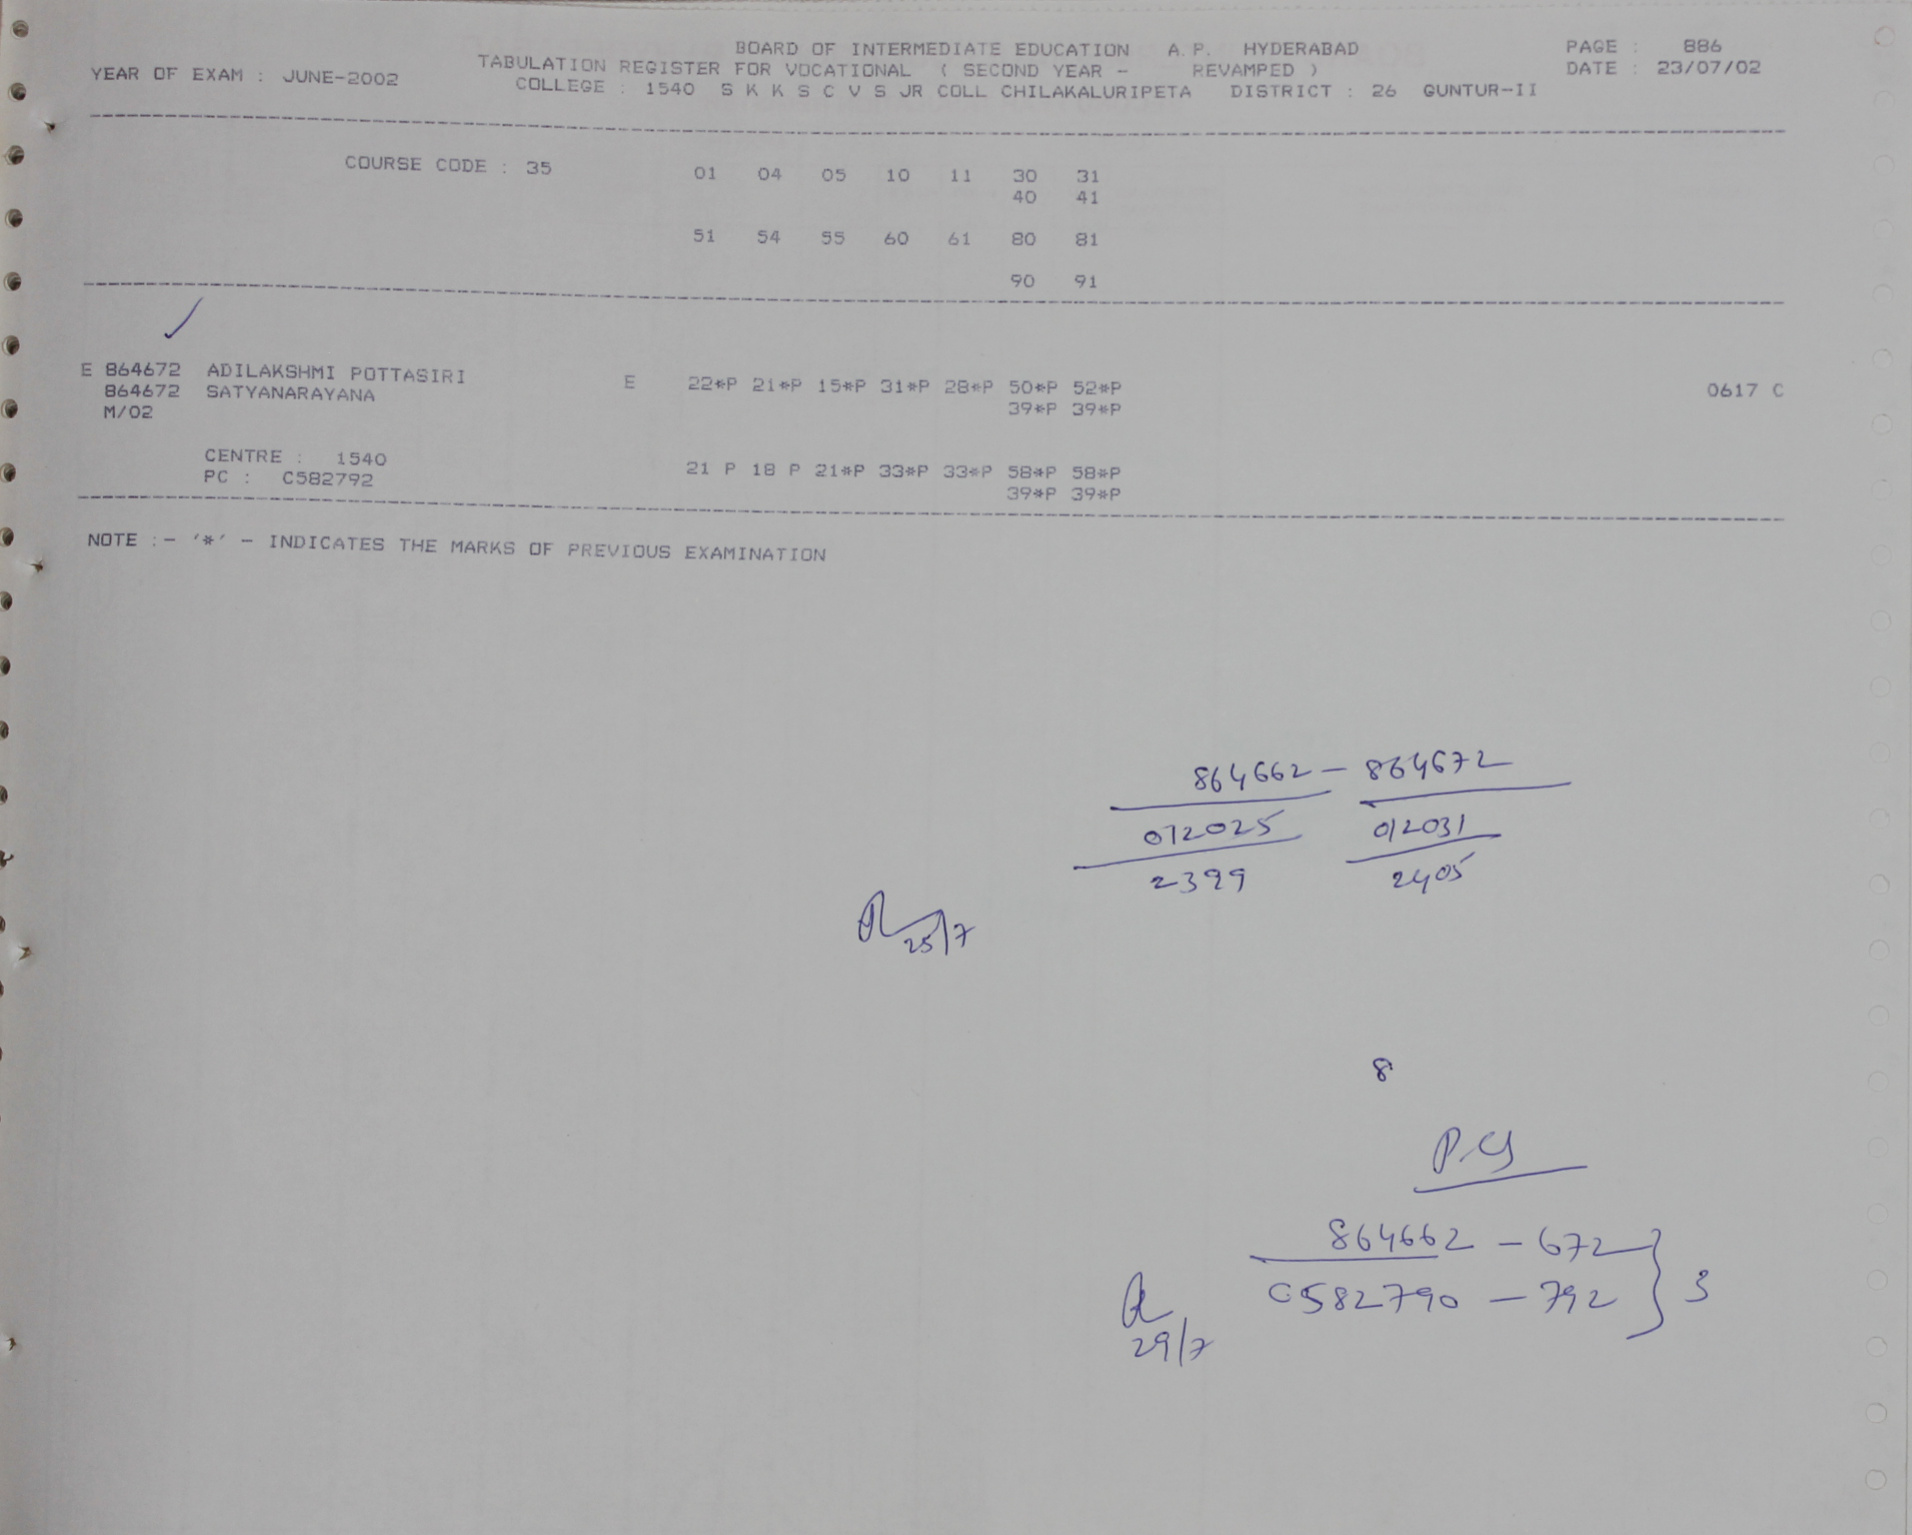 BOARD OF INTERMEDIATE EDUCATION A.P. HYDERABAD PAGE : 886
YEAR OF EXAM : JUNE-2002 TABULATION REGISTER FOR VOCATIONAL ( SECOND YEAR - REVAMPED ) DATE : 23/07/02
COLLEGE : 1540 S K K S C V S JR COLL CHILAKALURIPETA DISTRICT : 26 GUNTUR-II
COURSE CODE : 35 01 04 05 10 11 30 31
40 41
51 54 55 60 61 80 81
90 91
E 864672 ADILAKSHMI POTTASIRI E 22*P 21*P 15*P 31*P 28*P 50*P 52*P 0617 C
864672 SATYANARAYANA 39*P 39*P
M/02
CENTRE : 1540 21 P 18 P 21*P 33*P 33*P 58*P 58*P
PC : C582792 39*P 39*P
NOTE :- '*' - INDICATES THE MARKS OF PREVIOUS EXAMINATION
864662 - 864672
012025 012031
2399 2405
25/7
8
864662 - 672
C582790 - 792 } 3
29/7